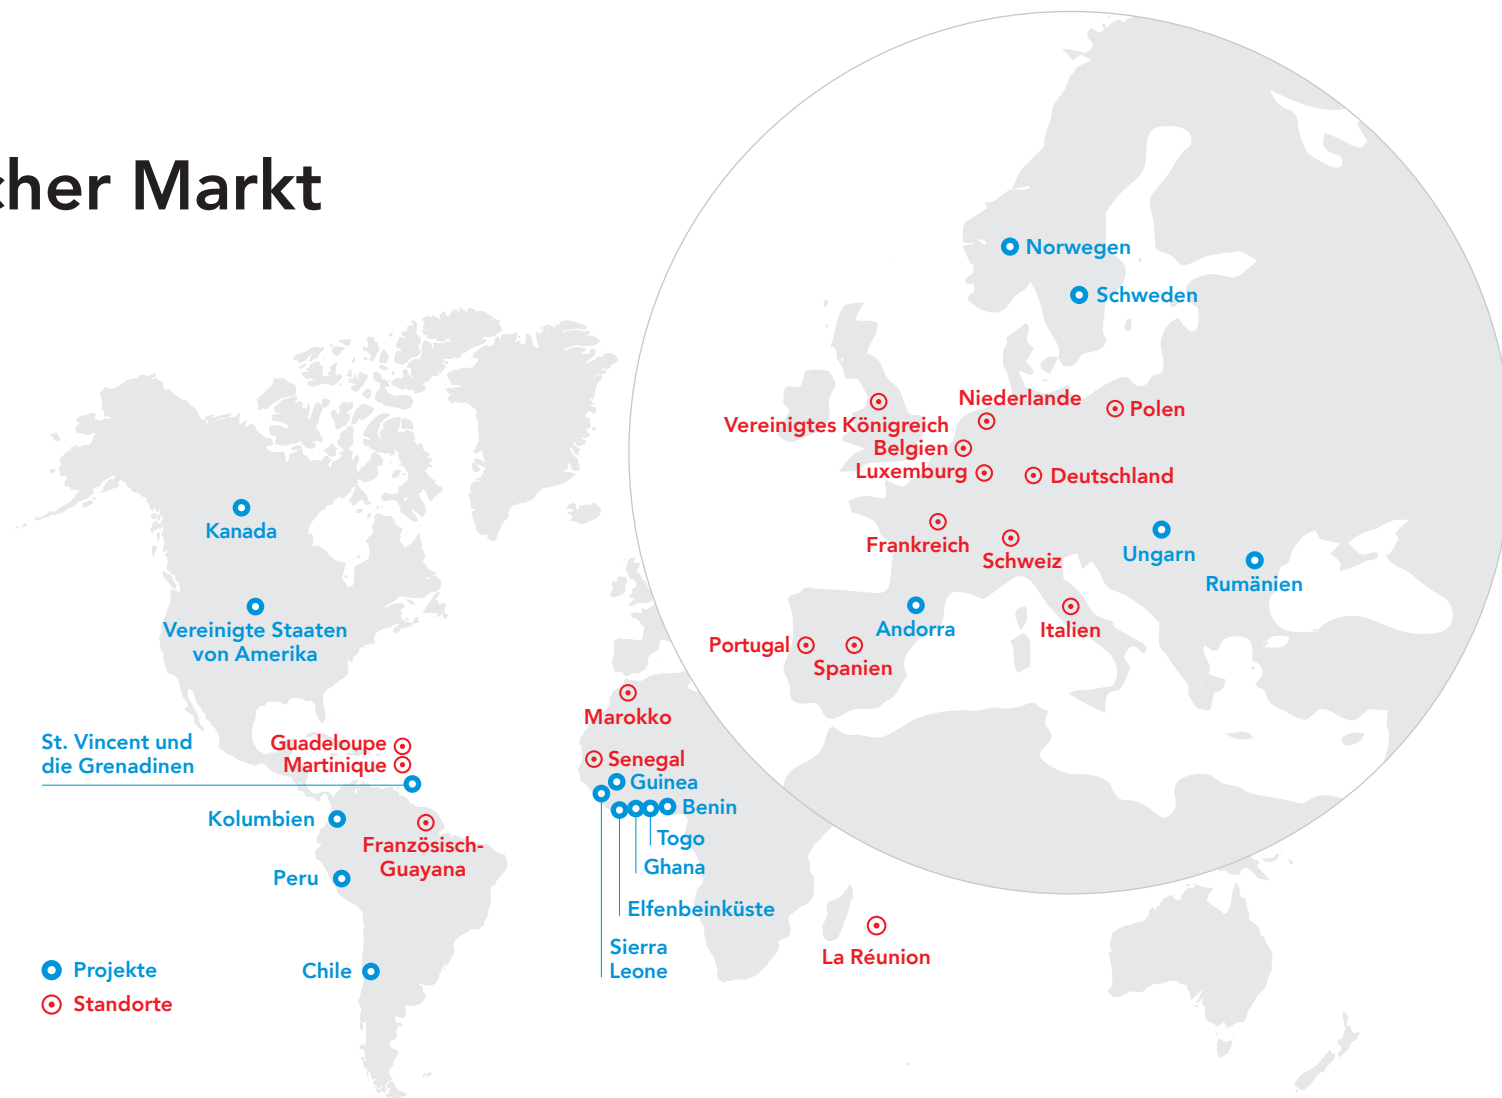 cher Markt
Norwegen
Schweden
Niederlande
Polen
Vereinigtes Königreich
Belgien
Luxemburg
Deutschland
Kanada
Frankreich
Schweiz
Ungarn
Rumänien
Vereinigte Staaten
von Amerika
Andorra
Italien
Portugal
Spanien
Marokko
St. Vincent und
die Grenadinen
Guadeloupe
Martinique
Senegal
Guinea
Benin
Kolumbien
Togo
Französisch-
Guayana
Ghana
Peru
Elfenbeinküste
Sierra
Leone
La Réunion
Chile
Projekte
Standorte